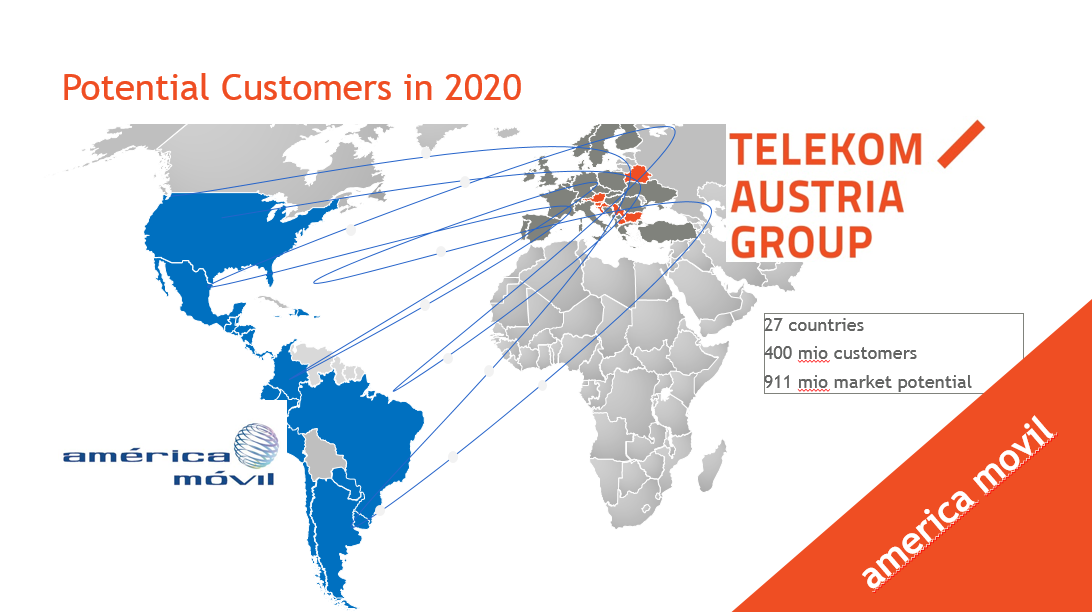 Potential Customers in 2020
TELEKOM
AUSTRIA
GROUP
27 countries
400 mio customers
911 mio market potential
américa
móvil
america movil